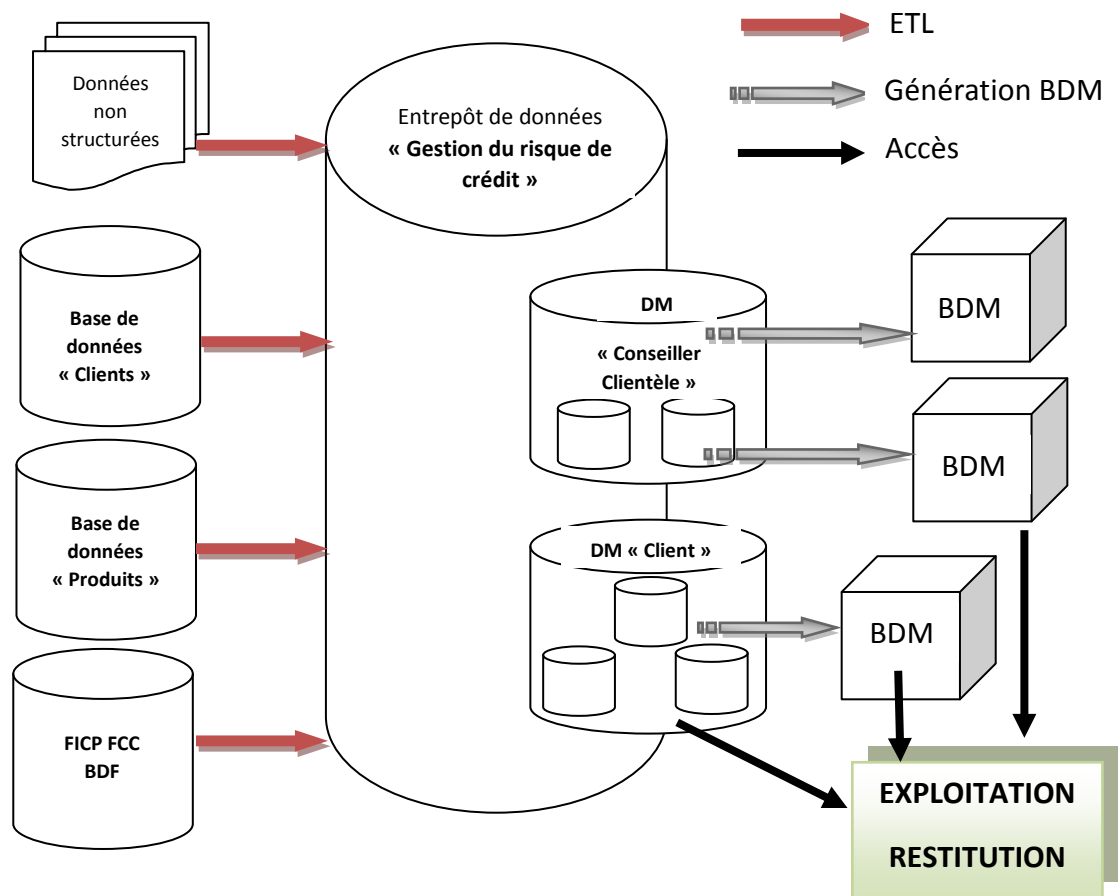 ETL
Génération BDM
Accès
Données
non
structurées
Entrepôt de données
« Gestion du risque de
crédit »
Base de
données
« Clients »
Base de
données
« Produits »
FICP FCC
BDF
DM
« Conseiller
Clientèle »
DM « Client »
BDM
BDM
BDM
EXPLOITATION
RESTITUTION